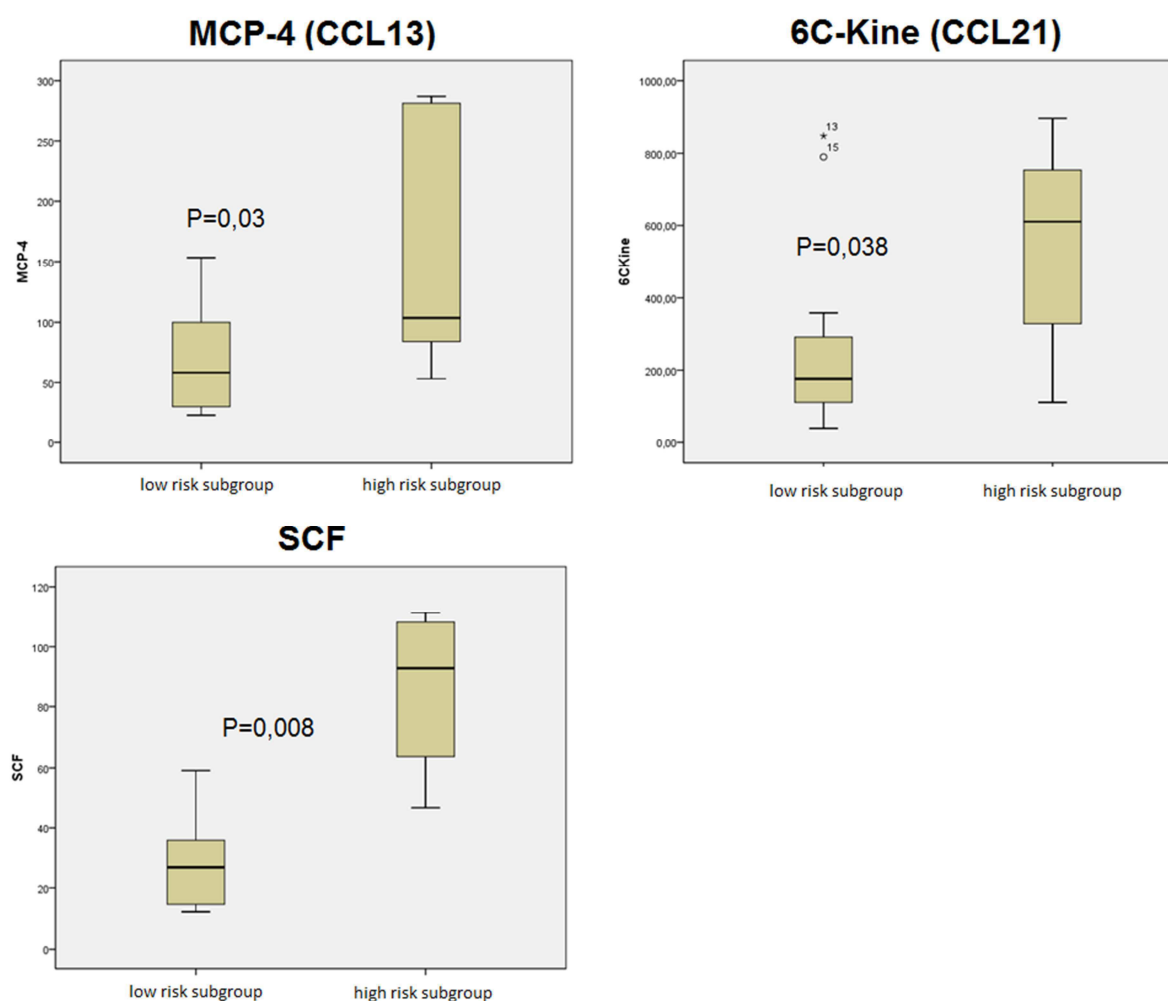 MCP-4 (CCL13)
300
250
200
150
100
50
0
MCP-4
P=0,03
low risk subgroup
high risk subgroup
6C-Kine (CCL21)
1000,00
800,00
600,00
400,00
200,00
0,00
6CKine
13
15
P=0,038
low risk subgroup
high risk subgroup
SCF
120
100
80
60
40
20
0
SCF
P=0,008
low risk subgroup
high risk subgroup